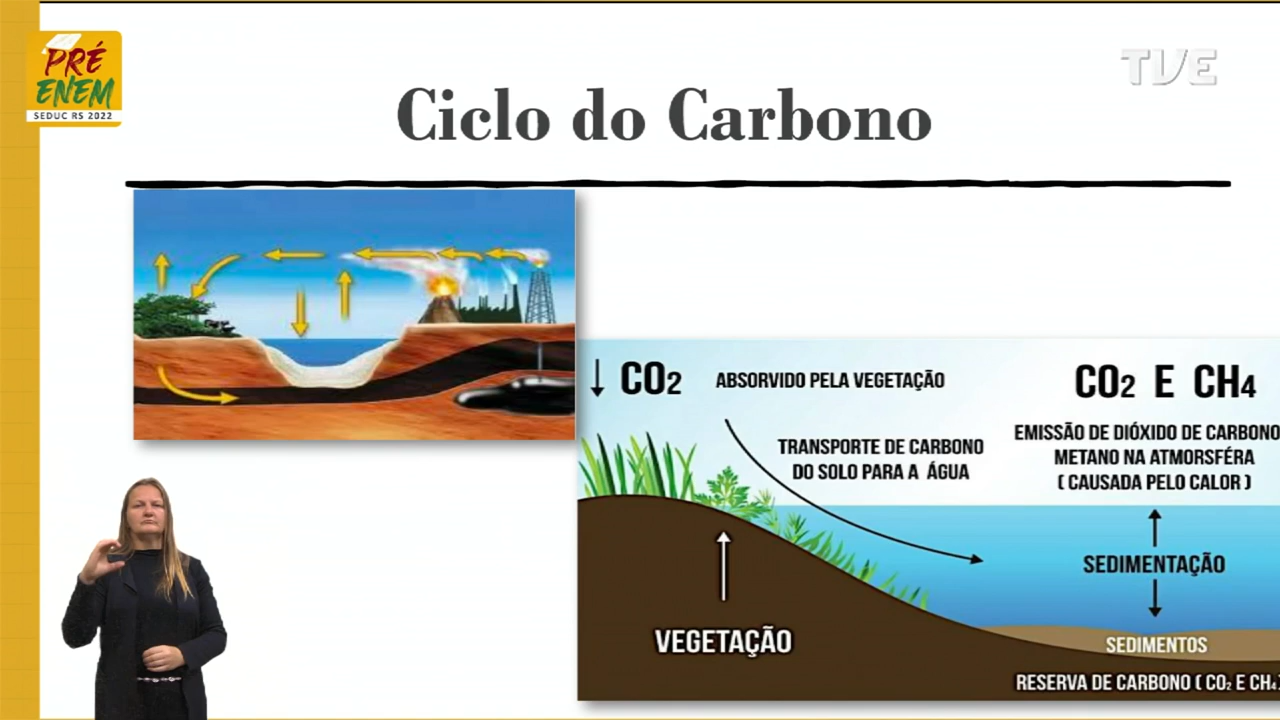 PRÉ
ENEM
SEDUC RS 2022
TVE
Ciclo do Carbono
↓ CO₂ ABSORVIDO PELA VEGETAÇÃO
CO₂ E CH₄
TRANSPORTE DE CARBONO
DO SOLO PARA A ÁGUA
EMISSÃO DE DIÓXIDO DE CARBONO
METANO NA ATMORSFÉRA
( CAUSADA PELO CALOR )
SEDIMENTAÇÃO
VEGETAÇÃO
SEDIMENTOS
RESERVA DE CARBONO ( CO₂ E CH₄